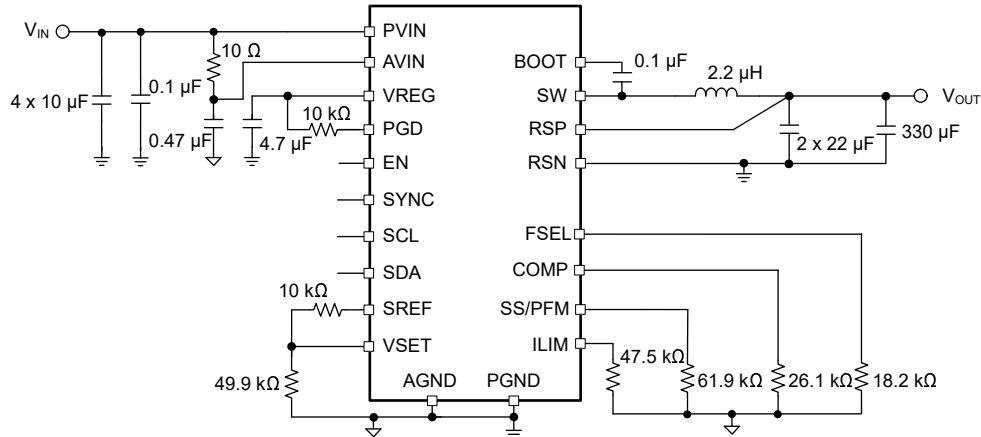 V_IN
4 x 10 µF
0.1 µF
10 Ω
0.47 µF
4.7 µF
10 kΩ
10 kΩ
49.9 kΩ
PVIN
AVIN
VREG
PGD
EN
SYNC
SCL
SDA
SREF
VSET
AGND
PGND
BOOT
SW
RSP
RSN
FSEL
COMP
SS/PFM
ILIM
0.1 µF
2.2 µH
V_OUT
2 x 22 µF
330 µF
47.5 kΩ
61.9 kΩ
26.1 kΩ
18.2 kΩ